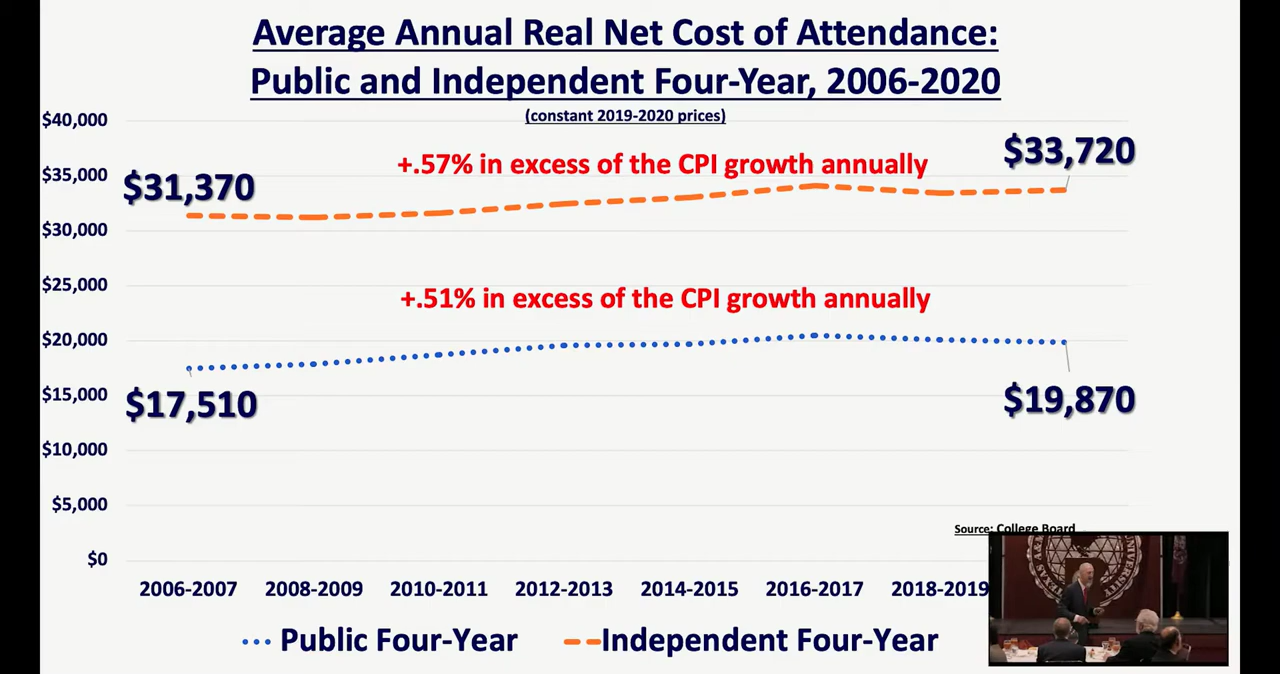 Average Annual Real Net Cost of Attendance:
Public and Independent Four-Year, 2006-2020
(constant 2019-2020 prices)
$40,000
$35,000
$30,000
$25,000
$20,000
$15,000
$10,000
$5,000
$0
$31,370
+.57% in excess of the CPI growth annually
$33,720
+.51% in excess of the CPI growth annually
$17,510
$19,870
Source: College Board
2006-2007 2008-2009 2010-2011 2012-2013 2014-2015 2016-2017 2018-2019
Public Four-Year Independent Four-Year
TEXAS A UNIVERSITY